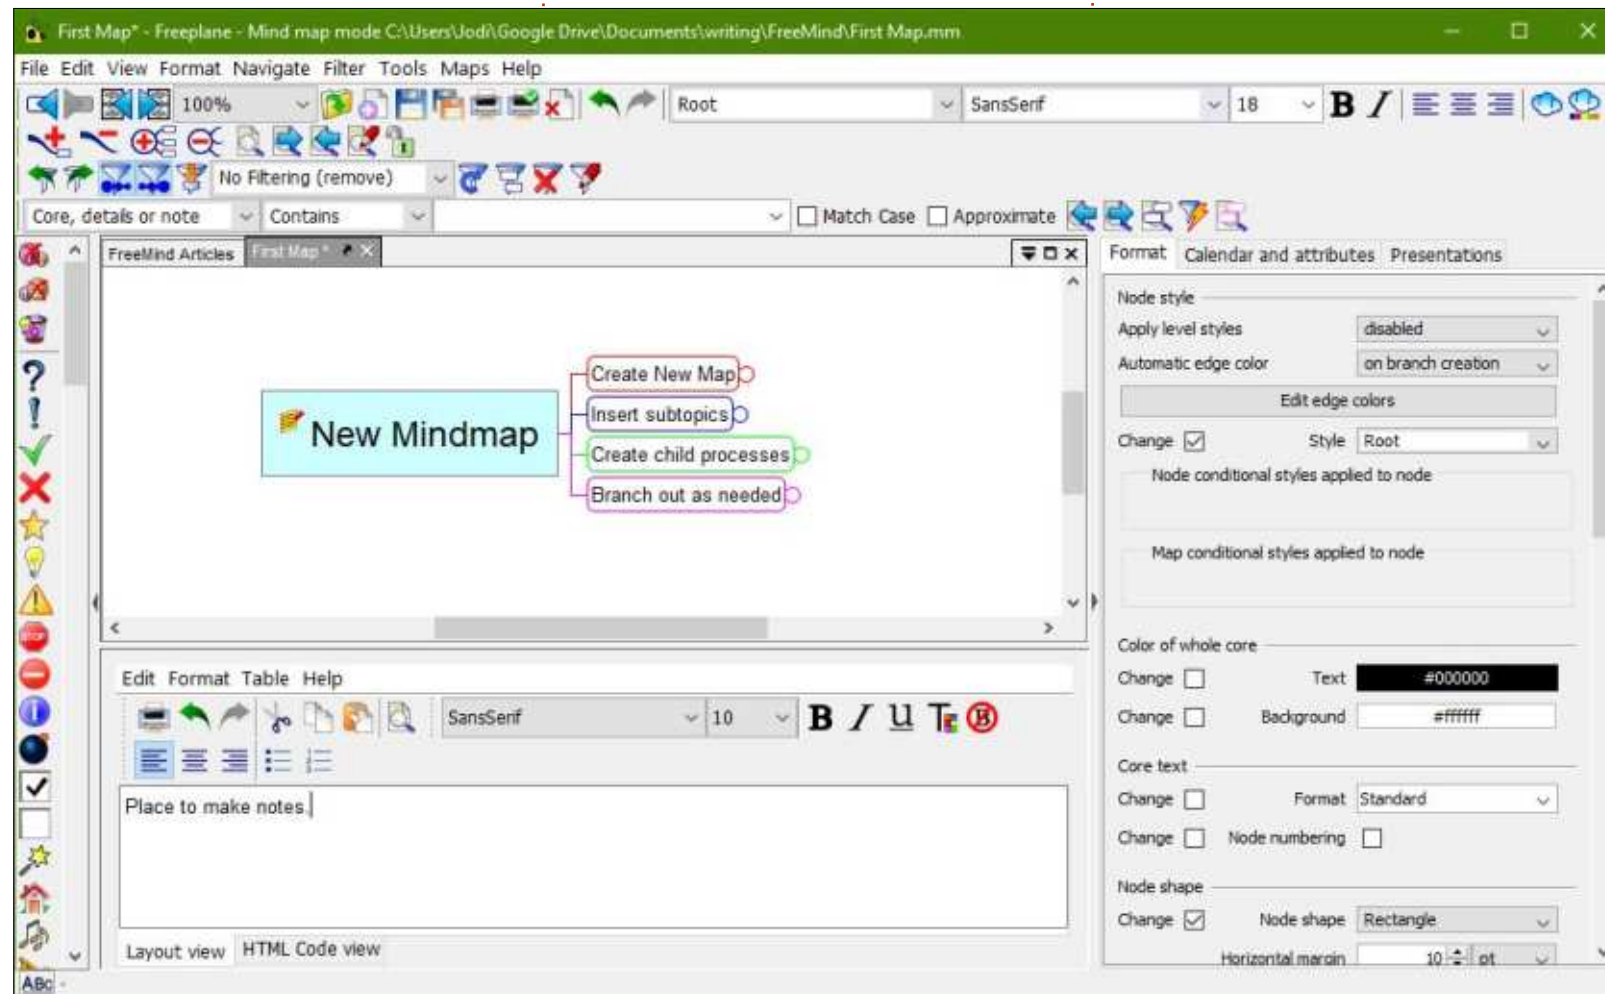 First Map* - Freeplane - Mind map mode C:\Users\Jodi\Google Drive\Documents\writing\FreeMind\First Map.mm
File Edit View Format Navigate Filter Tools Maps Help
100% Root SansSerif 18 B I
No Filtering (remove)
Core, details or note Contains Match Case Approximate
FreeMind Articles First Map *
Format Calendar and attributes Presentations
New Mindmap
Create New Map
Insert subtopics
Create child processes
Branch out as needed
STOP
Edit Format Table Help
SansSerif 10 B I U
Place to make notes.
Layout view HTML Code view
ABC
Node style
Apply level styles disabled
Automatic edge color on branch creation
Edit edge colors
Change Style Root
Node conditional styles applied to node
Map conditional styles applied to node
Color of whole core
Change Text #000000
Change Background #ffffff
Core text
Change Format Standard
Change Node numbering
Node shape
Change Node shape Rectangle
Horizontal margin 10 pt